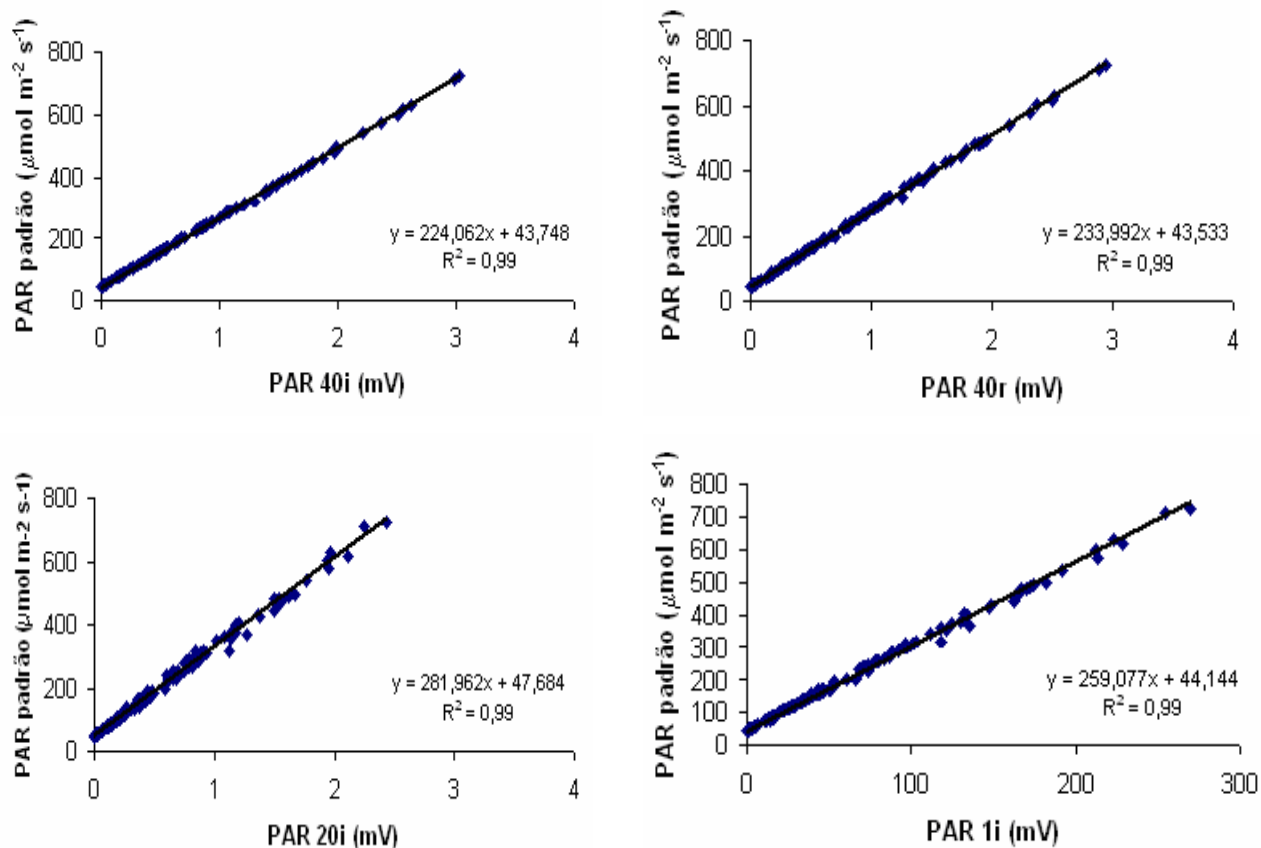 PAR padrão (µmol m⁻² s⁻¹)
800
600
400
200
0
0 1 2 3 4
y = 224,062x + 43,748
R² = 0,99
PAR 40i (mV)
PAR padrão (µmol m⁻² s⁻¹)
800
600
400
200
0
0 1 2 3 4
y = 233,992x + 43,533
R² = 0,99
PAR 40r (mV)
PAR padrão (µmol m-2 s-1)
800
600
400
200
0
0 1 2 3 4
y = 281,962x + 47,684
R² = 0,99
PAR 20i (mV)
PAR padrão (µmol m⁻² s⁻¹)
800
700
600
500
400
300
200
100
0
0 100 200 300
y = 259,077x + 44,144
R² = 0,99
PAR 1i (mV)